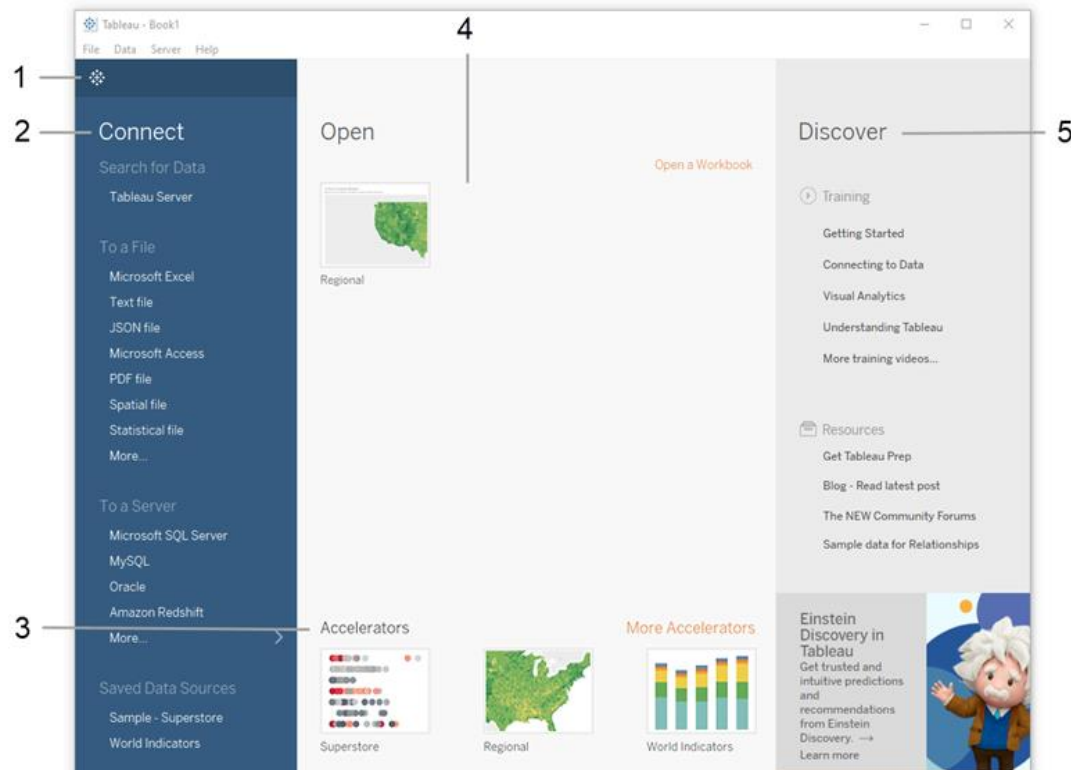 Tableau - Book1
File Data Server Help
1
2
3
4
5
Connect
Search for Data
Tableau Server
To a File
Microsoft Excel
Text file
JSON file
Microsoft Access
PDF file
Spatial file
Statistical file
More...
To a Server
Microsoft SQL Server
MySQL
Oracle
Amazon Redshift
More...
Saved Data Sources
Sample - Superstore
World Indicators
Open
Open a Workbook
Regional
Accelerators
More Accelerators
Superstore
Regional
World Indicators
Discover
Training
Getting Started
Connecting to Data
Visual Analytics
Understanding Tableau
More training videos...
Resources
Get Tableau Prep
Blog - Read latest post
The NEW Community Forums
Sample data for Relationships
Einstein
Discovery in
Tableau
Get trusted and
intuitive predictions
and
recommendations
from Einstein
Discovery. →
Learn more